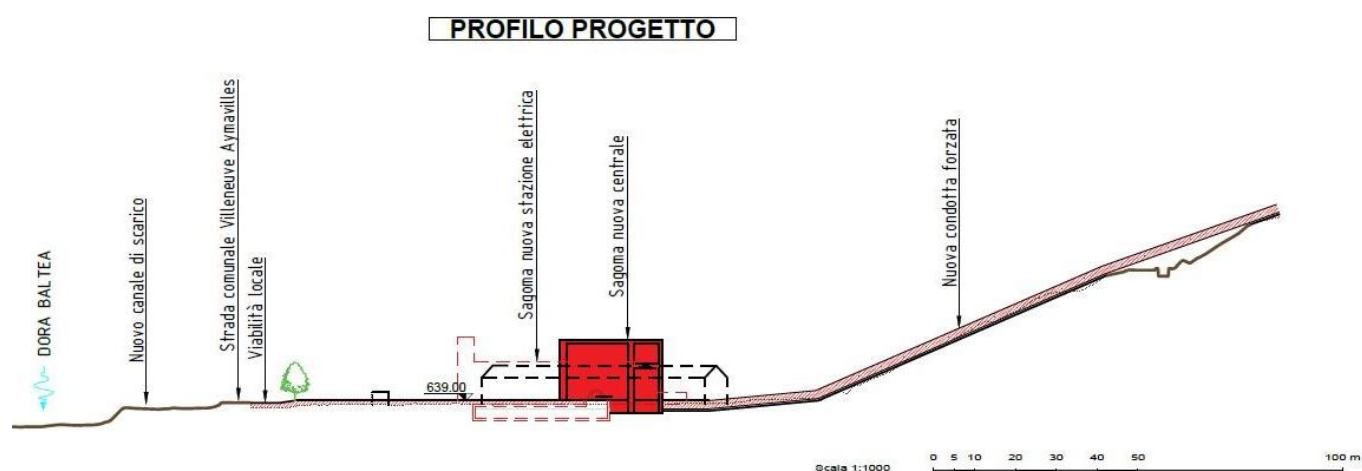 PROFILO PROGETTO
DORA BALTEA
Nuovo canale di scarico
Strada comunale Villeneuve Aymavilles
Viabilità locale
Sagoma nuova stazione elettrica
Sagoma nuova centrale
Nuova condotta forzata
639.00
Scala 1:1000
0 5 10 20 30 40 50 100 m